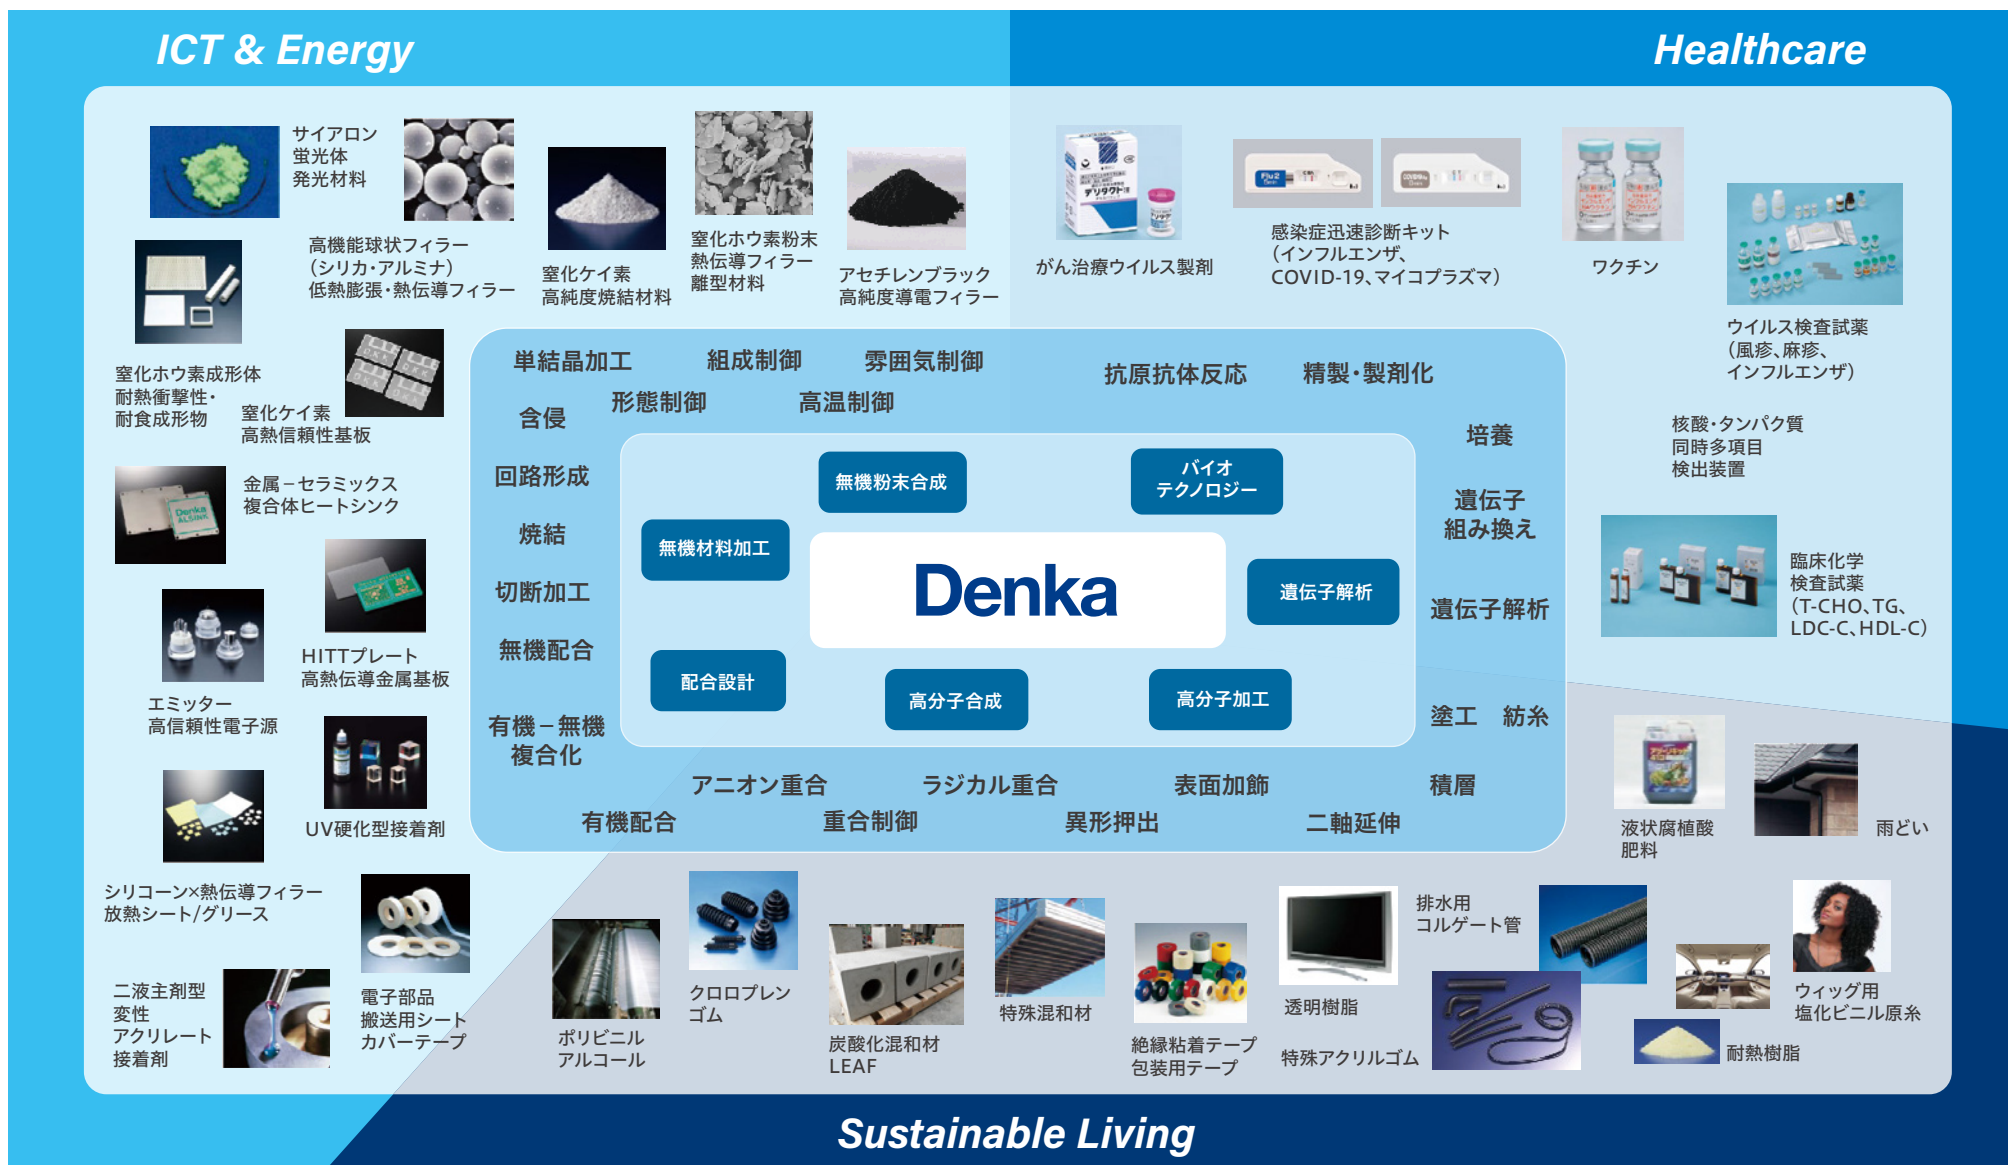 ICT & Energy
Healthcare
サイアロン
蛍光体
発光材料
高機能球状フィラー
（シリカ・アルミナ）
低熱膨張・熱伝導フィラー
窒化ケイ素
高純度焼結材料
窒化ホウ素粉末
熱伝導フィラー
離型材料
アセチレンブラック
高純度導電フィラー
デリタクト
がん治療ウイルス製剤
Flu2
感染症迅速診断キット
（インフルエンザ、
COVID-19、マイコプラズマ）
ワクチン
ウイルス検査試薬
（風疹、麻疹、
インフルエンザ）
窒化ホウ素成形体
耐熱衝撃性・
耐食成形物
窒化ケイ素
高熱信頼性基板
金属－セラミックス
複合体ヒートシンク
Denka
ALSINK
HITTプレート
高熱伝導金属基板
エミッター
高信頼性電子源
UV硬化型接着剤
シリコーン×熱伝導フィラー
放熱シート/グリース
二液主剤型
変性
アクリレート
接着剤
電子部品
搬送用シート
カバーテープ
単結晶加工
組成制御
雰囲気制御
抗原抗体反応
精製・製剤化
形態制御
高温制御
含侵
回路形成
焼結
切断加工
無機配合
有機－無機
複合化
培養
遺伝子
組み換え
遺伝子解析
塗工
紡糸
積層
アニオン重合
ラジカル重合
表面加飾
有機配合
重合制御
異形押出
二軸延伸
無機粉末合成
バイオ
テクノロジー
無機材料加工
Denka
遺伝子解析
配合設計
高分子合成
高分子加工
核酸・タンパク質
同時多項目
検出装置
臨床化学
検査試薬
（T-CHO、TG、
LDC-C、HDL-C）
液状腐植酸
肥料
雨どい
ポリビニル
アルコール
クロロプレン
ゴム
炭酸化混和材
LEAF
特殊混和材
絶縁粘着テープ
包装用テープ
透明樹脂
特殊アクリルゴム
排水用
コルゲート管
耐熱樹脂
ウィッグ用
塩化ビニル原糸
Sustainable Living